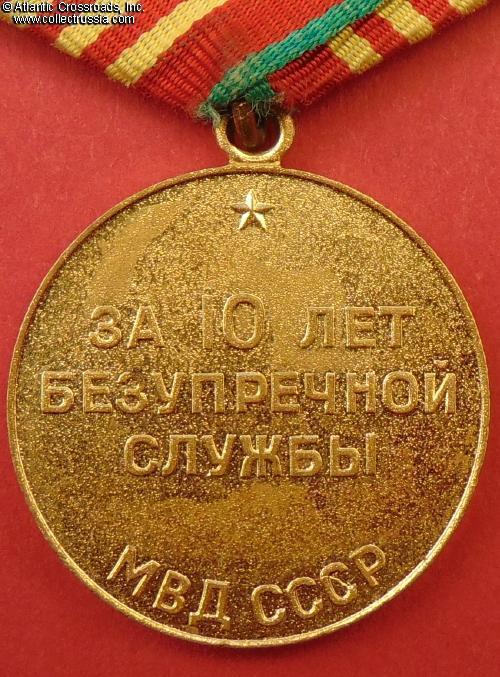 © Atlantic Crossroads, Inc.
www.collectrussia.com
ЗА 10 ЛЕТ
БЕЗУПРЕЧНОЙ
СЛУЖБЫ
МВД СССР